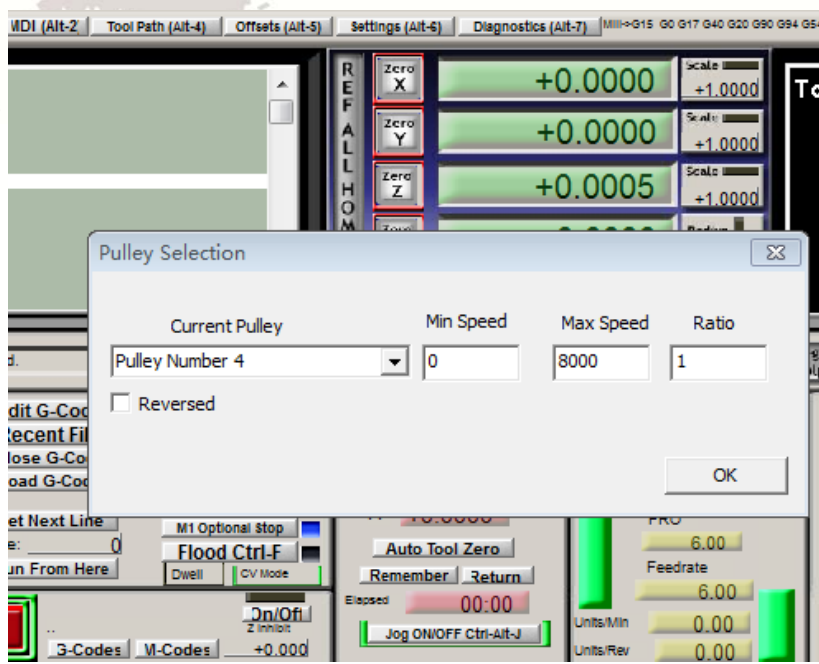 MDI (Alt-2 Tool Path (Alt-4) Offsets (Alt-5) Settings (Alt-6) Diagnostics (Alt-7) Mill->G15 G0 G17 G40 G20 G90 G94 G54
REF ALL HOM
Zero X +0.0000 Scale +1.0000
To
Zero Y +0.0000 Scale +1.0000
Zero Z +0.0005 Scale +1.0000
Pulley Selection
Current Pulley Min Speed Max Speed Ratio
Pulley Number 4 0 8000 1
Reversed
OK
dit G-Cod
Recent Fil
lose G-Co
oad G-Cod
et Next Line M1 Optional Stop
e: 0 Flood Ctrl-F Auto Tool Zero 6.00
un From Here Dwell CV Mode Remember Return Feedrate
Elapsed 00:00 6.00
On/Off
Z Inhibit
+0.000
G-Codes M-Codes
Jog ON/OFF Ctrl-Alt-J
Units/Min 0.00
Units/Rev 0.00